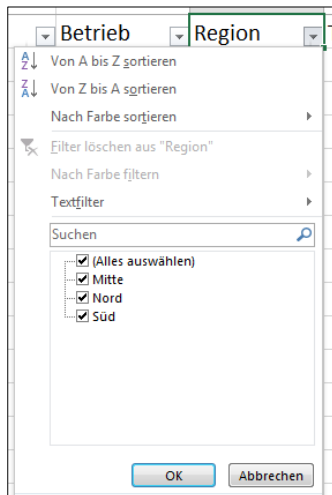 Betrieb Region
Von A bis Z sortieren
Von Z bis A sortieren
Nach Farbe sortieren
Filter löschen aus "Region"
Nach Farbe filtern
Textfilter
Suchen
(Alles auswählen)
Mitte
Nord
Süd
OK Abbrechen